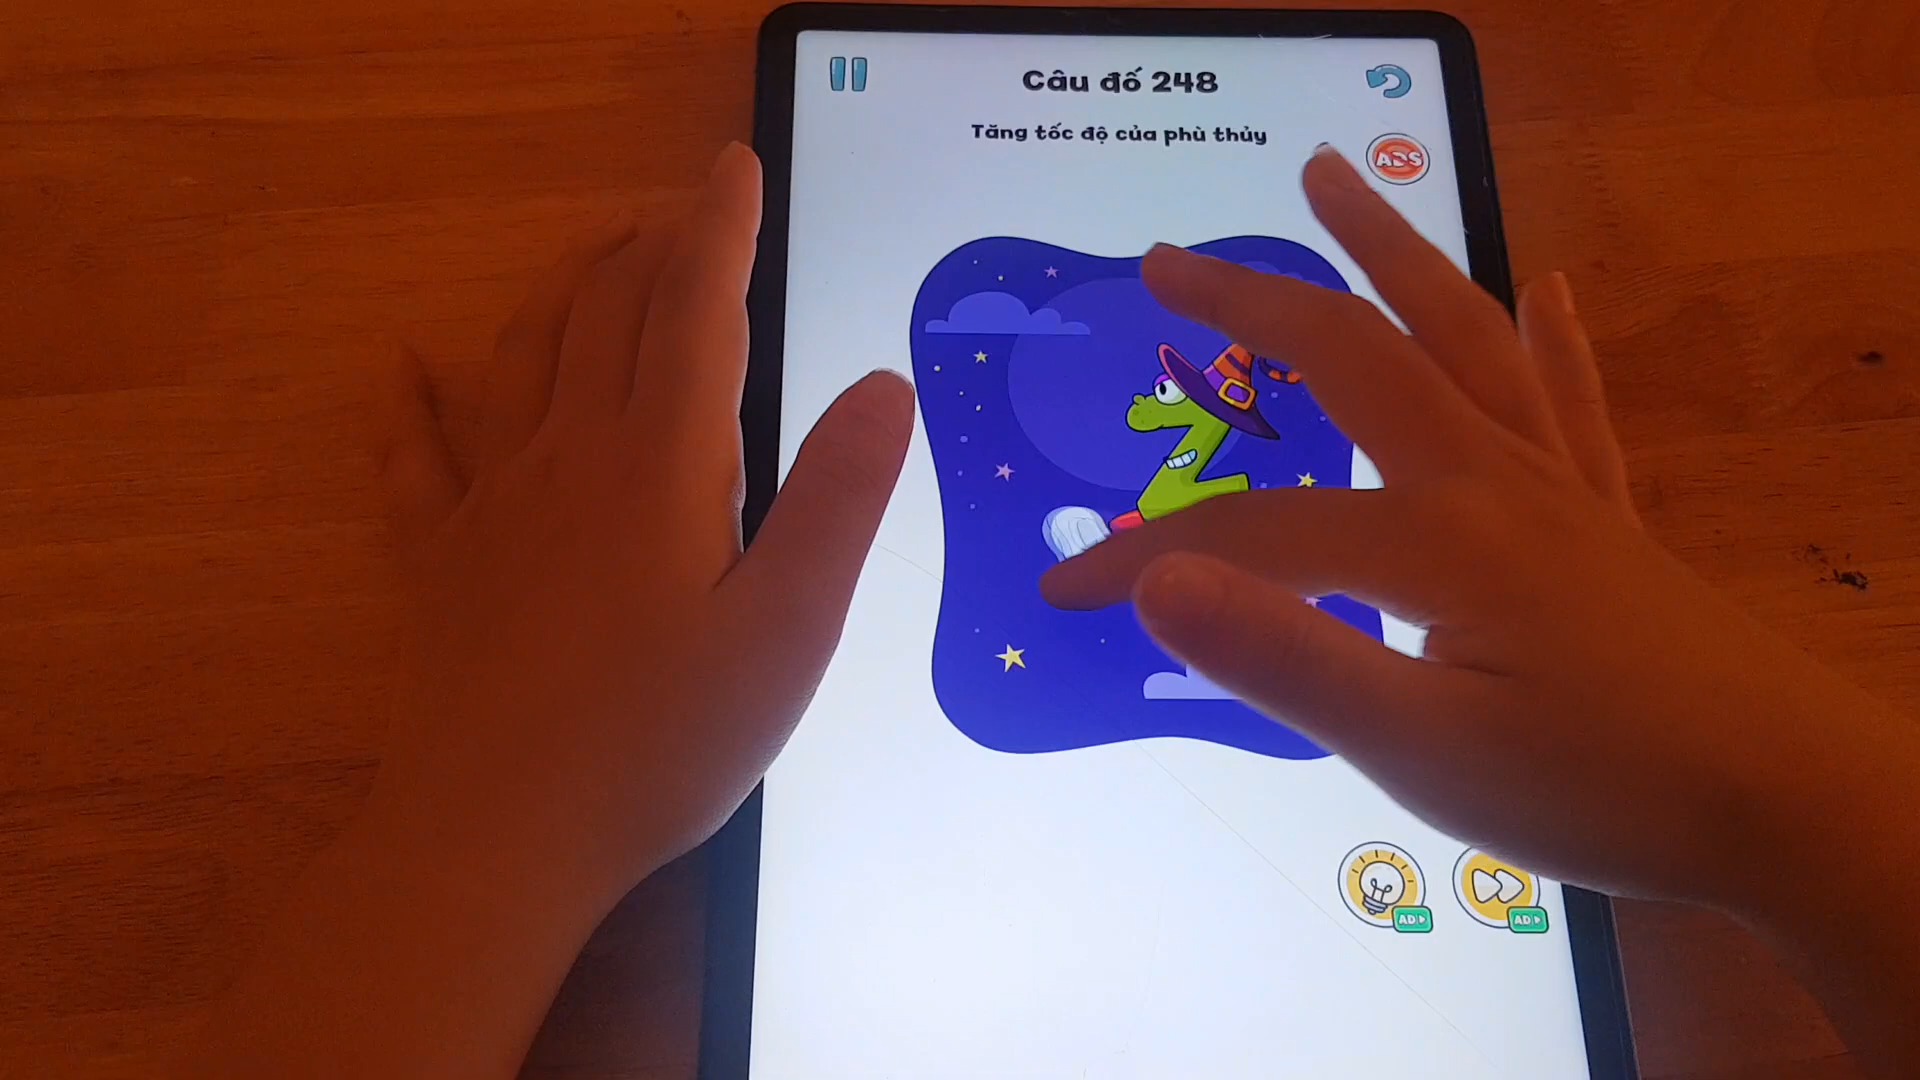 Câu đố 248
Tăng tốc độ của phù thủy
ADS
AD
AD